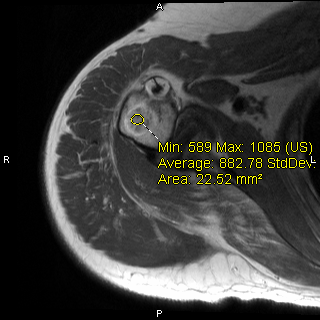 A
R
L
Min: 589 Max: 1085 (US)
Average: 882.78 StdDev:
Area: 22.52 mm²
P